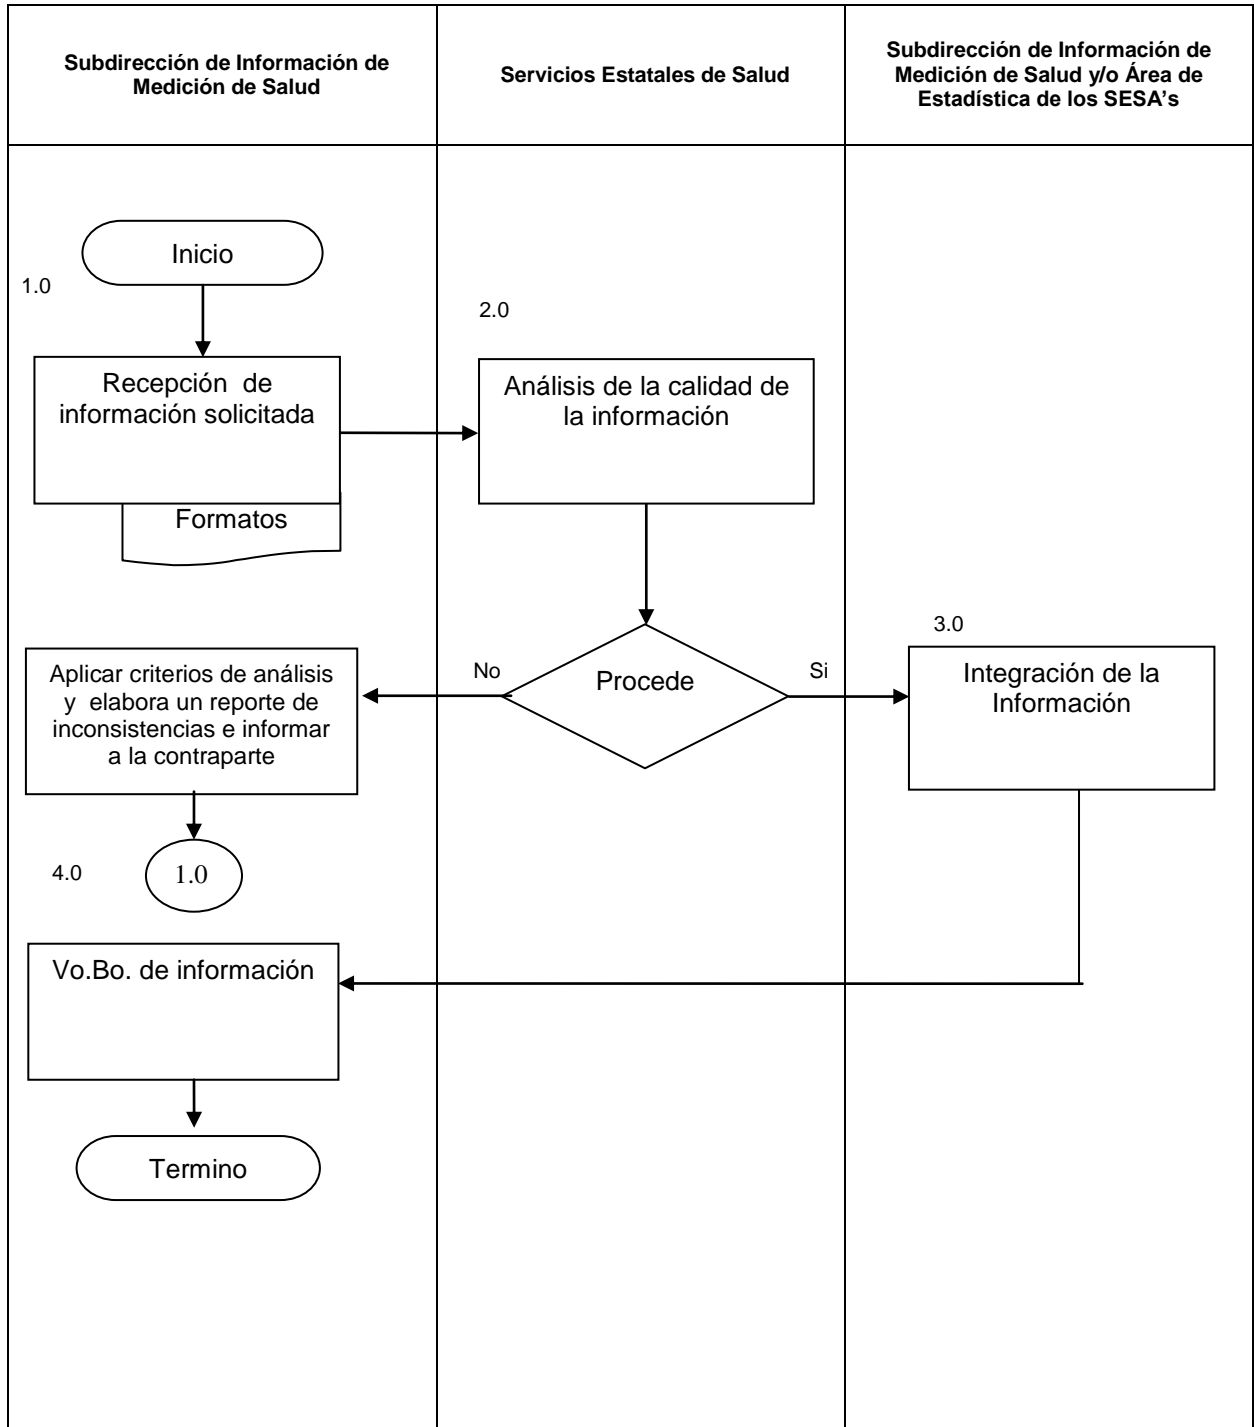 Subdirección de Información de
Medición de Salud
Servicios Estatales de Salud
Subdirección de Información de
Medición de Salud y/o Área de
Estadística de los SESA's
Inicio
1.0
Recepción de
información solicitada
Formatos
2.0
Análisis de la calidad de
la información
Procede
No
Si
3.0
Integración de la
Información
Aplicar criterios de análisis
y elabora un reporte de
inconsistencias e informar
a la contraparte
1.0
4.0
Vo.Bo. de información
Termino